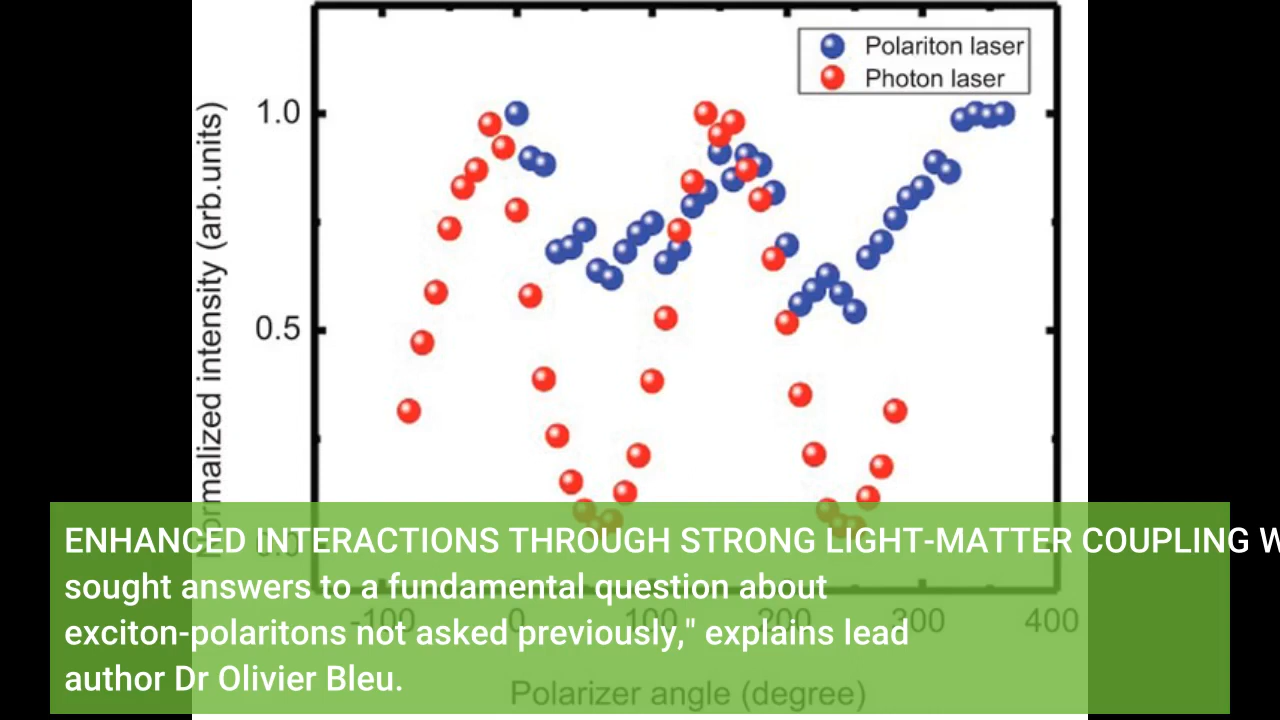 Polariton laser
Photon laser
1.0
0.5
0.0
Normalized intensity (arb.units)
ENHANCED INTERACTIONS THROUGH STRONG LIGHT-MATTER COUPLING
sought answers to a fundamental question about
exciton-polaritons not asked previously," explains lead
author Dr Olivier Bleu.
-100 0 100 200 300 400
Polarizer angle (degree)